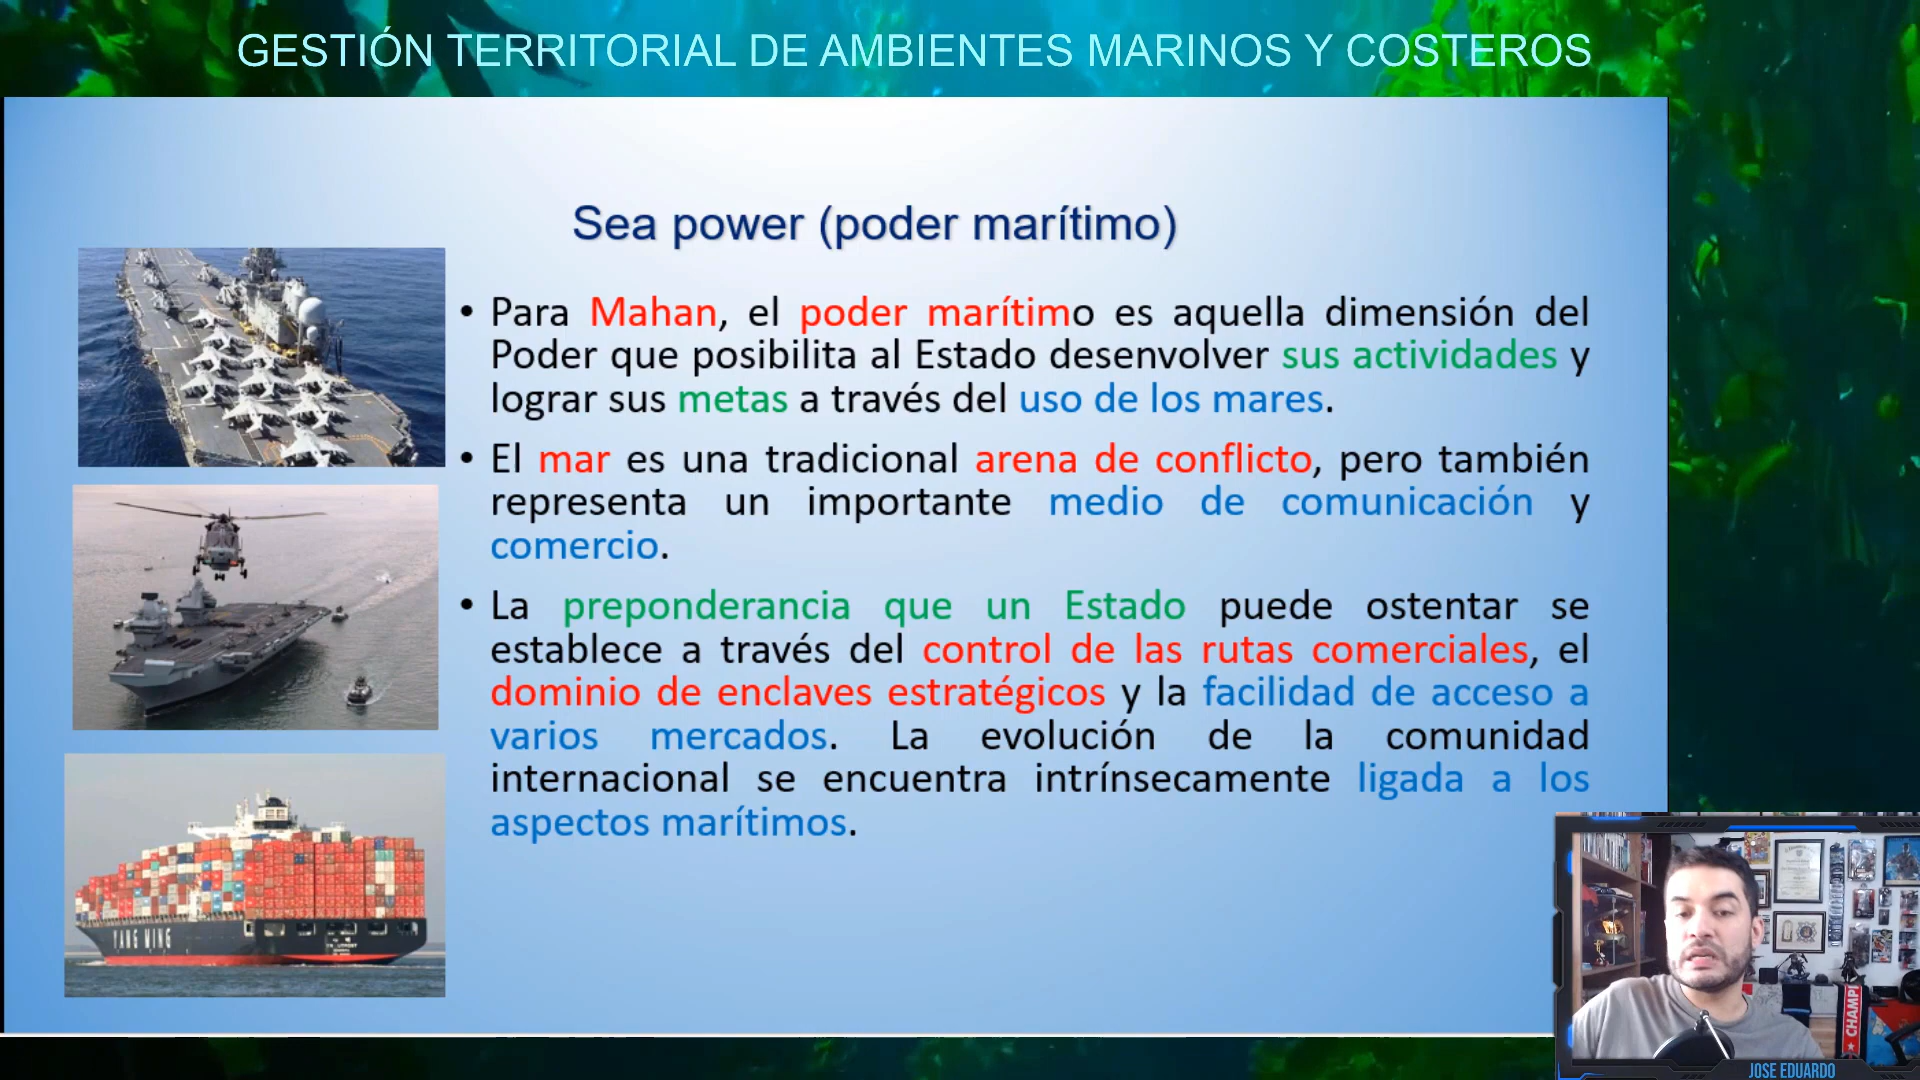 GESTIÓN TERRITORIAL DE AMBIENTES MARINOS Y COSTEROS
Sea power (poder marítimo)
• Para Mahan, el poder marítimo es aquella dimensión del
Poder que posibilita al Estado desenvolver sus actividades y
lograr sus metas a través del uso de los mares.
• El mar es una tradicional arena de conflicto, pero también
representa un importante medio de comunicación y
comercio.
• La preponderancia que un Estado puede ostentar se
establece a través del control de las rutas comerciales, el
dominio de enclaves estratégicos y la facilidad de acceso a
varios mercados. La evolución de la comunidad
internacional se encuentra intrínsecamente ligada a los
aspectos marítimos.
YANG MING
CHAMPI
JOSE EDUARDO